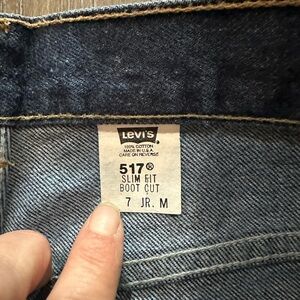 LEVI'S
100% COTTON
MADE IN U.S.A.
CARE ON REVERSE
517®
SLIM FIT
BOOT CUT
7 JR. M